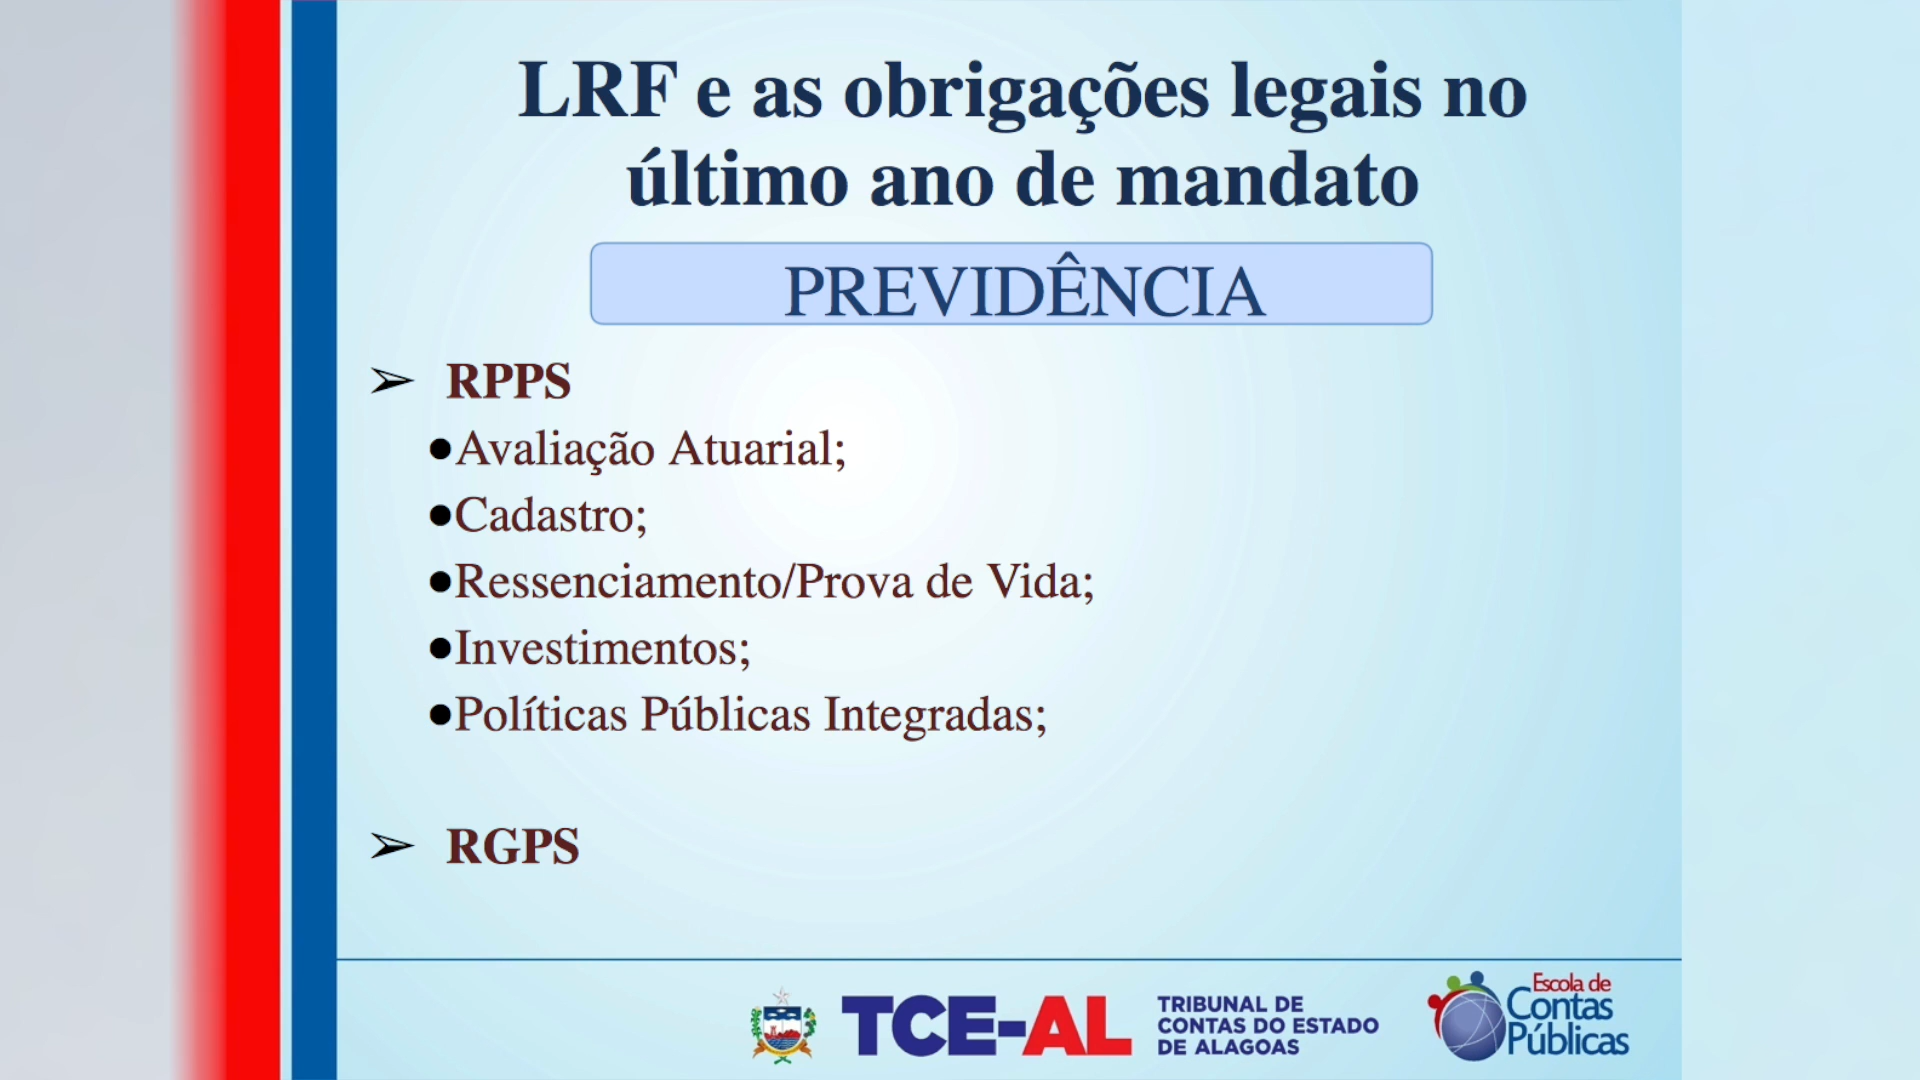 LRF e as obrigações legais no
último ano de mandato
PREVIDÊNCIA
➢ RPPS
●Avaliação Atuarial;
●Cadastro;
●Ressenciamento/Prova de Vida;
●Investimentos;
●Políticas Públicas Integradas;
➢ RGPS
TCE-AL
TRIBUNAL DE
CONTAS DO ESTADO
DE ALAGOAS
Escola de
Contas
Públicas